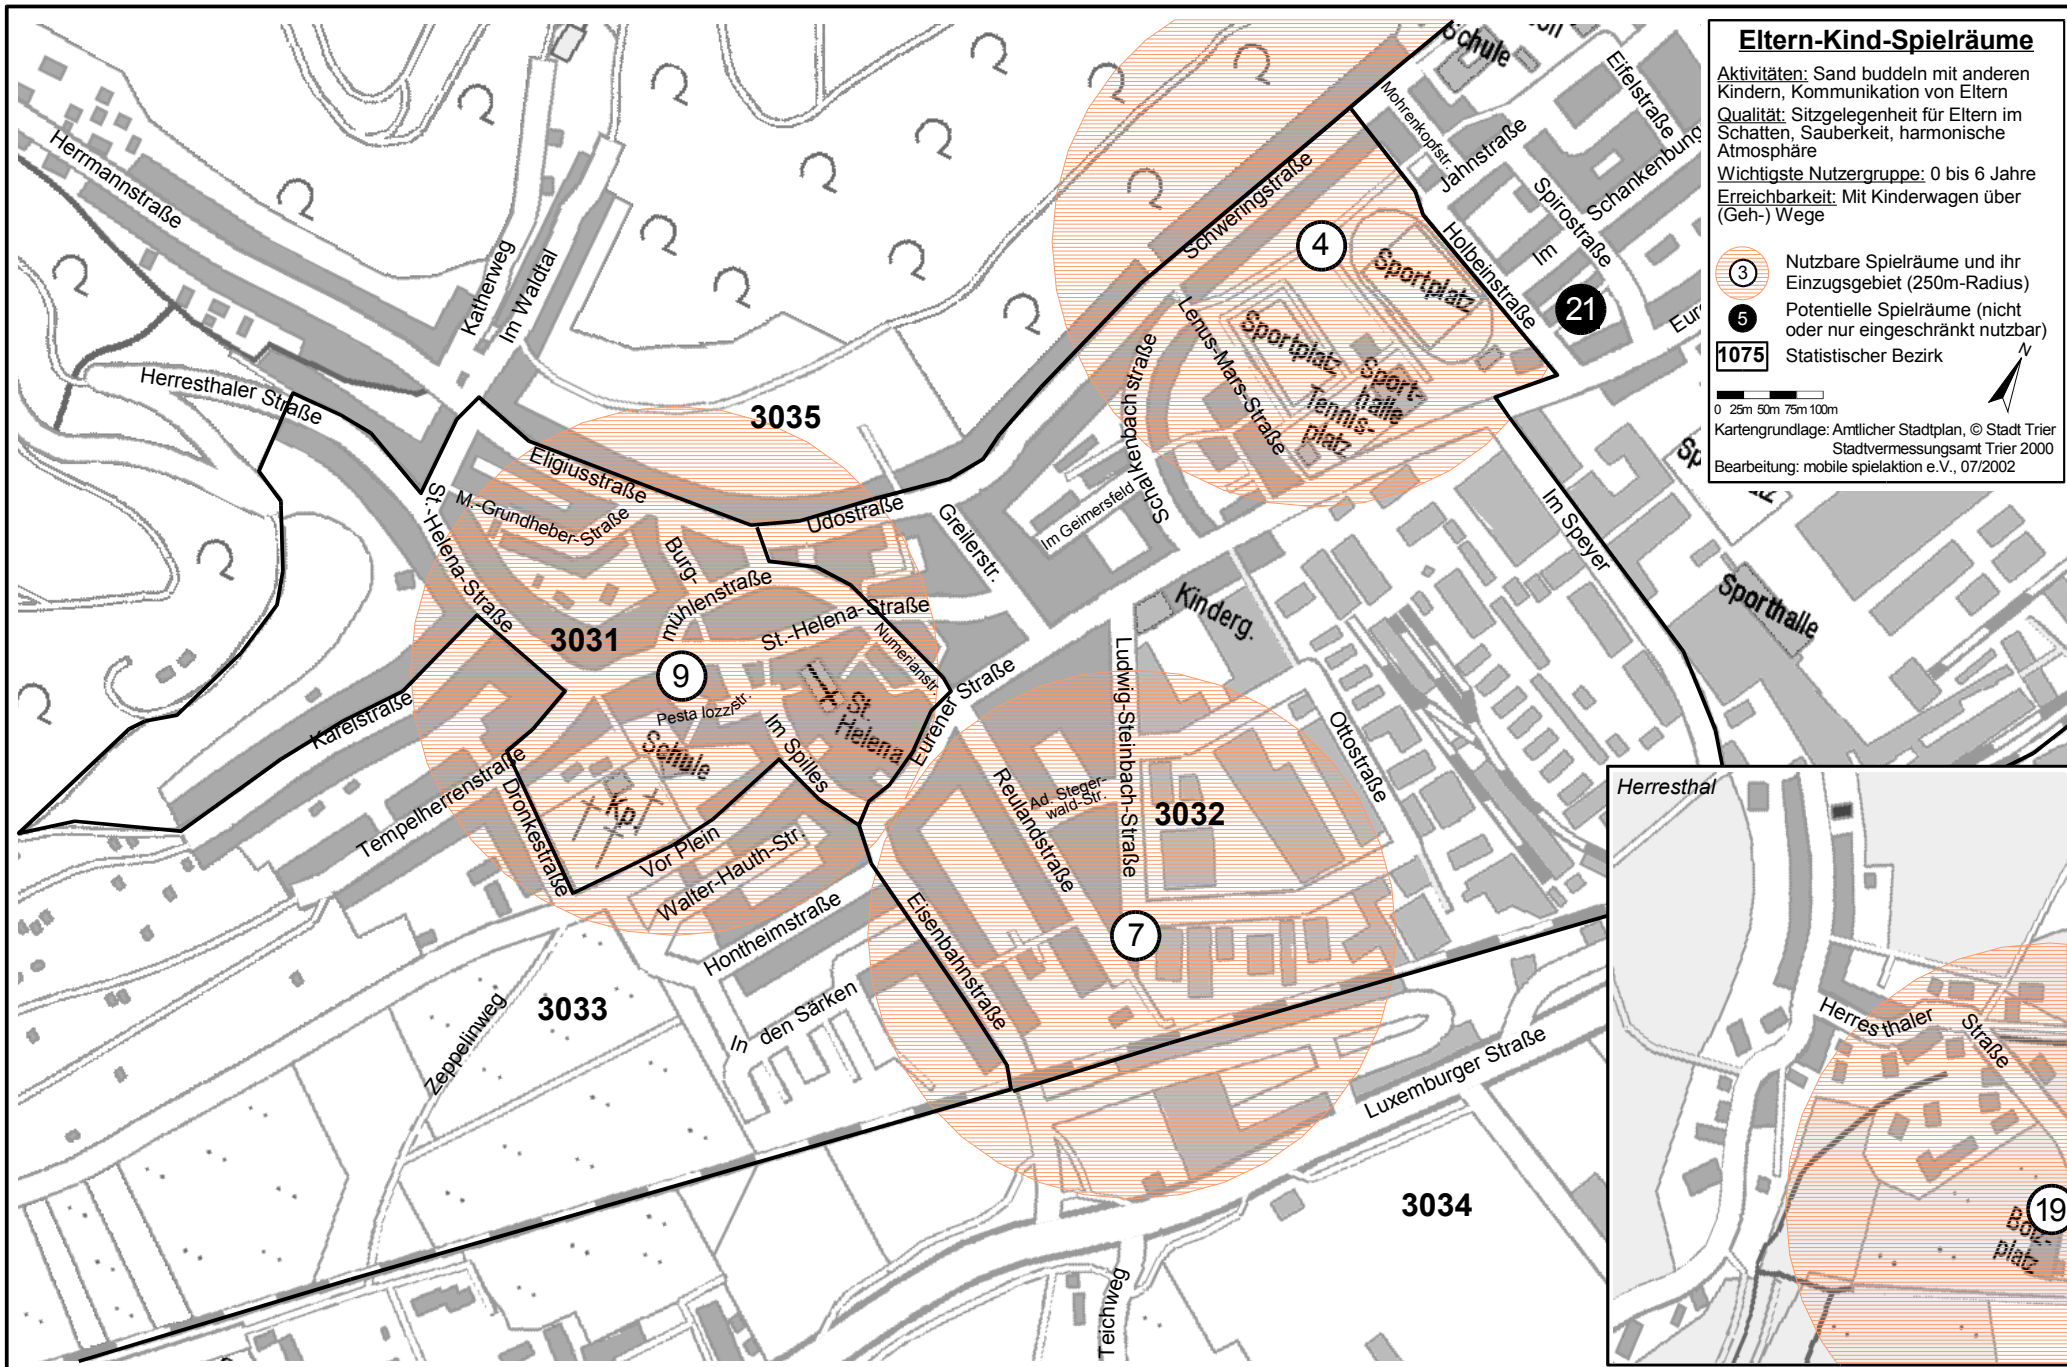 Eltern-Kind-Spielräume
Aktivitäten: Sand buddeln mit anderen
Kindern, Kommunikation von Eltern
Qualität: Sitzgelegenheit für Eltern im
Schatten, Sauberkeit, harmonische
Atmosphäre
Wichtigste Nutzergruppe: 0 bis 6 Jahre
Erreichbarkeit: Mit Kinderwagen über
(Geh-) Wege
3
Nutzbare Spielräume und ihr
Einzugsgebiet (250m-Radius)
5
Potentielle Spielräume (nicht
oder nur eingeschränkt nutzbar)
1075
Statistischer Bezirk
N
0 25m 50m 75m 100m
Kartengrundlage: Amtlicher Stadtplan, © Stadt Trier
Stadtvermessungsamt Trier 2000
Bearbeitung: mobile spielaktion e.V., 07/2002
Schule
Mohrenkopfstr.
Jahnstraße
Eifelstraße
Schankenbung
Spirostraße
Im
Holbeinstraße
21
4
Sportplatz
Sportplatz
Sport-
halle
Tennis-
platz
Schweringstraße
Lenus-Mars-Straße
Schalkenbachstraße
Im Geimersfeld
Greilerstr.
Udostraße
Herrmannstraße
Katherweg
Im Waldtal
Herresthaler Straße
3035
Eligiusstraße
M.-Grundheber-Straße
St.-Helena-Straße
Burg-
mühlenstraße
St.-Helena-Straße
Numerianstr.
3031
9
Pesta lozzistr.
Schule
St.
Helena
Im Spilles
Eurener Straße
Karelstraße
Tempelherrenstraße
Dronkestraße
Kp.
Vor Plein
Walter-Hauth-Str.
Hontheimstraße
In den Särken
Zeppelinweg
3033
Eisenbahnstraße
Reulandstraße
Ad. Steger-
wald-Str.
Ludwig-Steinbach-Straße
3032
7
Kinderg.
Ottostraße
Im Speyer
Sporthalle
Luxemburger Straße
3034
Teichweg
Herresthal
Herres thaler
Straße
19
Bolz-
platz